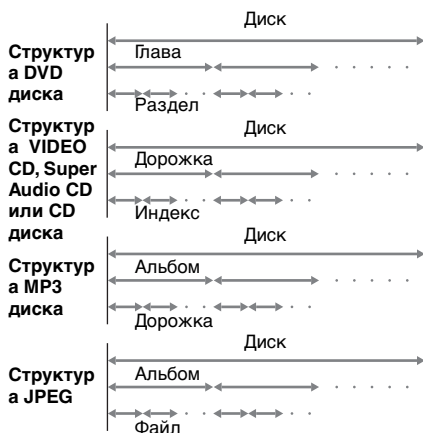 Структур
а DVD
диска
Диск
Глава
Раздел
Структур
а VIDEO
CD, Super
Audio CD
или CD
диска
Диск
Дорожка
Индекс
Структур
а MP3
диска
Диск
Альбом
Дорожка
Структур
а JPEG
Диск
Альбом
Файл